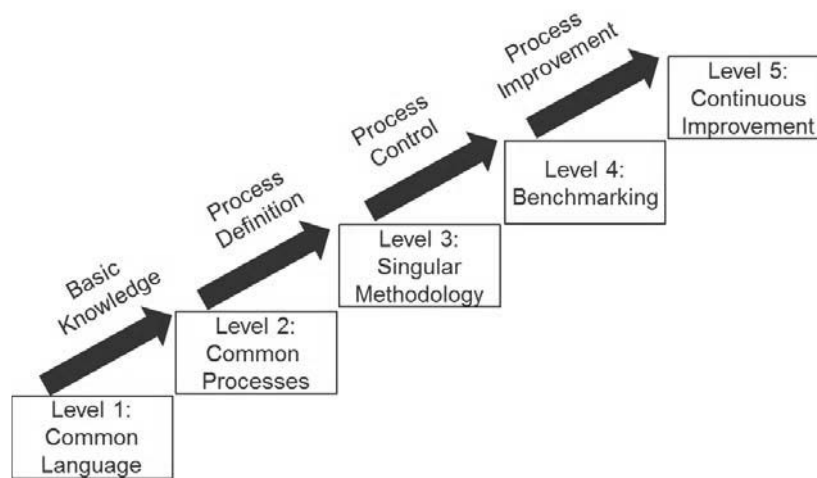 Process
Improvement
Level 5:
Continuous
Improvement
Process
Control
Level 4:
Benchmarking
Process
Definition
Level 3:
Singular
Methodology
Basic
Knowledge
Level 2:
Common
Processes
Level 1:
Common
Language